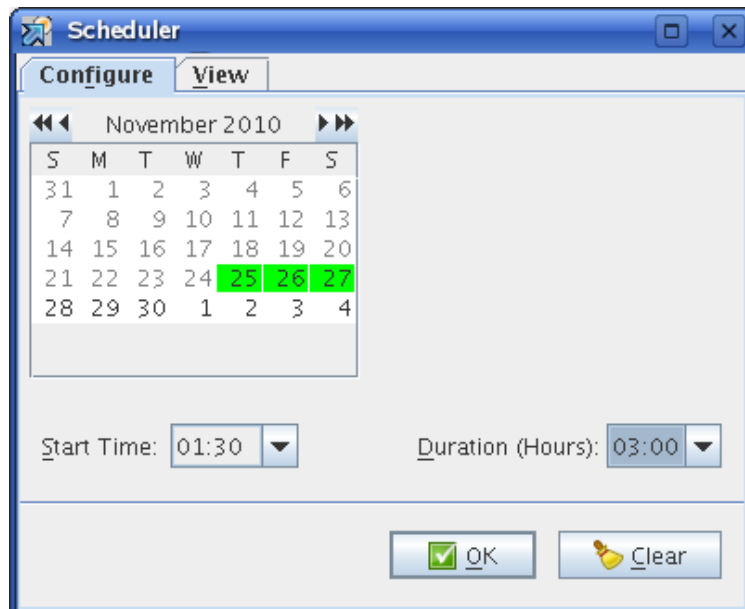 Scheduler
Configure View
November 2010
S M T W T F S
31 1 2 3 4 5 6
7 8 9 10 11 12 13
14 15 16 17 18 19 20
21 22 23 24 25 26 27
28 29 30 1 2 3 4
Start Time: 01:30 Duration (Hours): 03:00
OK Clear